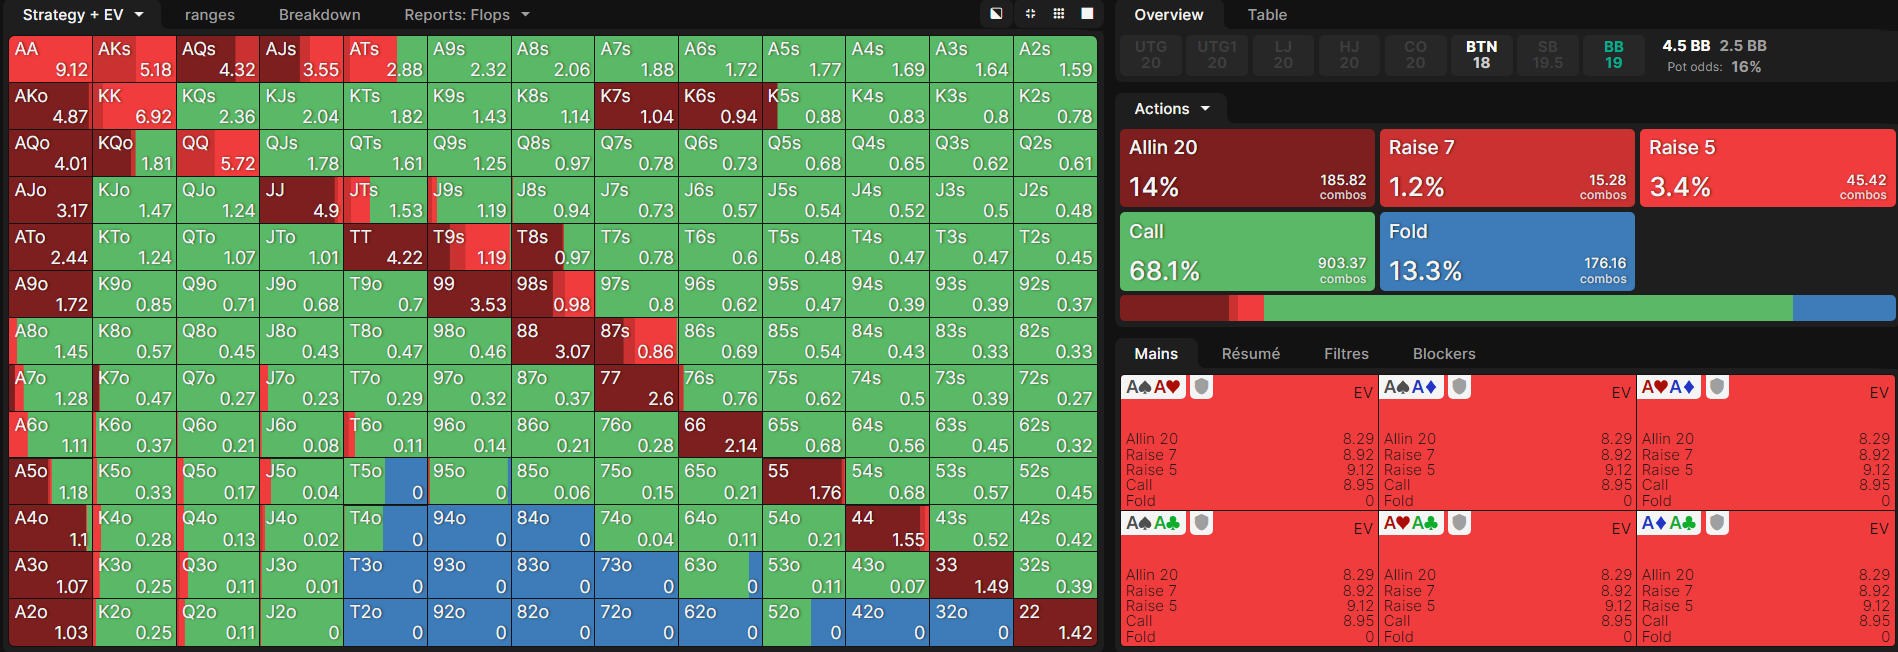 Strategy + EV ranges Breakdown Reports: Flops
AA AKs AQs AJs ATs A9s A8s A7s A6s A5s A4s A3s A2s
9.12 5.18 4.32 3.55 2.88 2.32 2.06 1.88 1.72 1.77 1.69 1.64 1.59
AKo KK KQs KJs KTs K9s K8s K7s K6s K5s K4s K3s K2s
4.87 6.92 2.36 2.04 1.82 1.43 1.14 1.04 0.94 0.88 0.83 0.8 0.78
AQo KQo QQ QJs QTs Q9s Q8s Q7s Q6s Q5s Q4s Q3s Q2s
4.01 1.81 5.72 1.78 1.61 1.25 0.97 0.78 0.73 0.68 0.65 0.62 0.61
AJo KJo QJo JJ JTs J9s J8s J7s J6s J5s J4s J3s J2s
3.17 1.47 1.24 4.9 1.53 1.19 0.94 0.73 0.57 0.54 0.52 0.5 0.48
ATo KTo QTo JTo TT T9s T8s T7s T6s T5s T4s T3s T2s
2.44 1.24 1.07 1.01 4.22 1.19 0.97 0.78 0.6 0.48 0.47 0.47 0.45
A9o K9o Q9o J9o T9o 99 98s 97s 96s 95s 94s 93s 92s
1.72 0.85 0.71 0.68 0.7 3.53 0.98 0.8 0.62 0.47 0.39 0.39 0.37
A8o K8o Q8o J8o T8o 98o 88 87s 86s 85s 84s 83s 82s
1.45 0.57 0.45 0.43 0.47 0.46 3.07 0.86 0.69 0.54 0.43 0.33 0.33
A7o K7o Q7o J7o T7o 97o 87o 77 76s 75s 74s 73s 72s
1.28 0.47 0.27 0.23 0.29 0.32 0.37 2.6 0.76 0.62 0.5 0.39 0.27
A6o K6o Q6o J6o T6o 96o 86o 76o 66 65s 64s 63s 62s
1.11 0.37 0.21 0.08 0.11 0.14 0.21 0.28 2.14 0.68 0.56 0.45 0.32
A5o K5o Q5o J5o T5o 95o 85o 75o 65o 55 54s 53s 52s
1.18 0.33 0.17 0.04 0 0 0.06 0.15 0.21 1.76 0.68 0.57 0.45
A4o K4o Q4o J4o T4o 94o 84o 74o 64o 54o 44 43s 42s
1.1 0.28 0.13 0.02 0 0 0 0.04 0.11 0.21 1.55 0.52 0.42
A3o K3o Q3o J3o T3o 93o 83o 73o 63o 53o 43o 33 32s
1.07 0.25 0.11 0.01 0 0 0 0 0 0.11 0.07 1.49 0.39
A2o K2o Q2o J2o T2o 92o 82o 72o 62o 52o 42o 32o 22
1.03 0.25 0.11 0 0 0 0 0 0 0 0 0 1.42
Overview Table
UTG UTG1 LJ HJ CO BTN SB BB 4.5 BB 2.5 BB
20 20 20 20 20 18 19.5 19 Pot odds: 16%
Actions
Allin 20 Raise 7 Raise 5
14% 185.82 combos 1.2% 15.28 combos 3.4% 45.42 combos
Call Fold
68.1% 903.37 combos 13.3% 176.16 combos
Mains Résumé Filtres Blockers
A♠A♥ EV A♠A♦ EV A♥A♦ EV
Allin 20 8.29 Allin 20 8.29 Allin 20 8.29
Raise 7 8.92 Raise 7 8.92 Raise 7 8.92
Raise 5 9.12 Raise 5 9.12 Raise 5 9.12
Call 8.95 Call 8.95 Call 8.95
Fold 0 Fold 0 Fold 0
A♠A♣ EV A♥A♣ EV A♦A♣ EV
Allin 20 8.29 Allin 20 8.29 Allin 20 8.29
Raise 7 8.92 Raise 7 8.92 Raise 7 8.92
Raise 5 9.12 Raise 5 9.12 Raise 5 9.12
Call 8.95 Call 8.95 Call 8.95
Fold 0 Fold 0 Fold 0